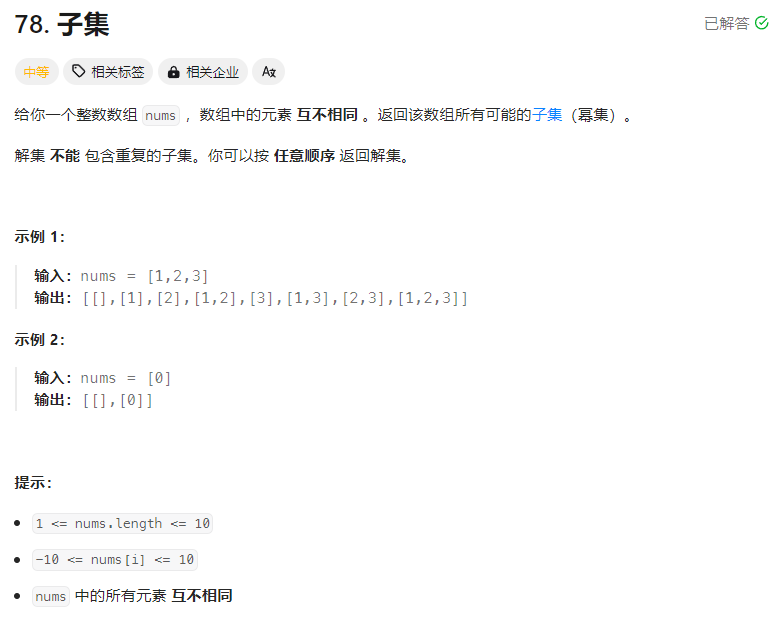 78. 子集
已解答
中等 相关标签 相关企业 Aあ
给你一个整数数组 nums ，数组中的元素 互不相同 。返回该数组所有可能的子集（幂集）。
解集 不能 包含重复的子集。你可以按 任意顺序 返回解集。
示例 1：
输入：nums = [1,2,3]
输出：[[],[1],[2],[1,2],[3],[1,3],[2,3],[1,2,3]]
示例 2：
输入：nums = [0]
输出：[[],[0]]
提示：
1 <= nums.length <= 10
-10 <= nums[i] <= 10
nums 中的所有元素 互不相同